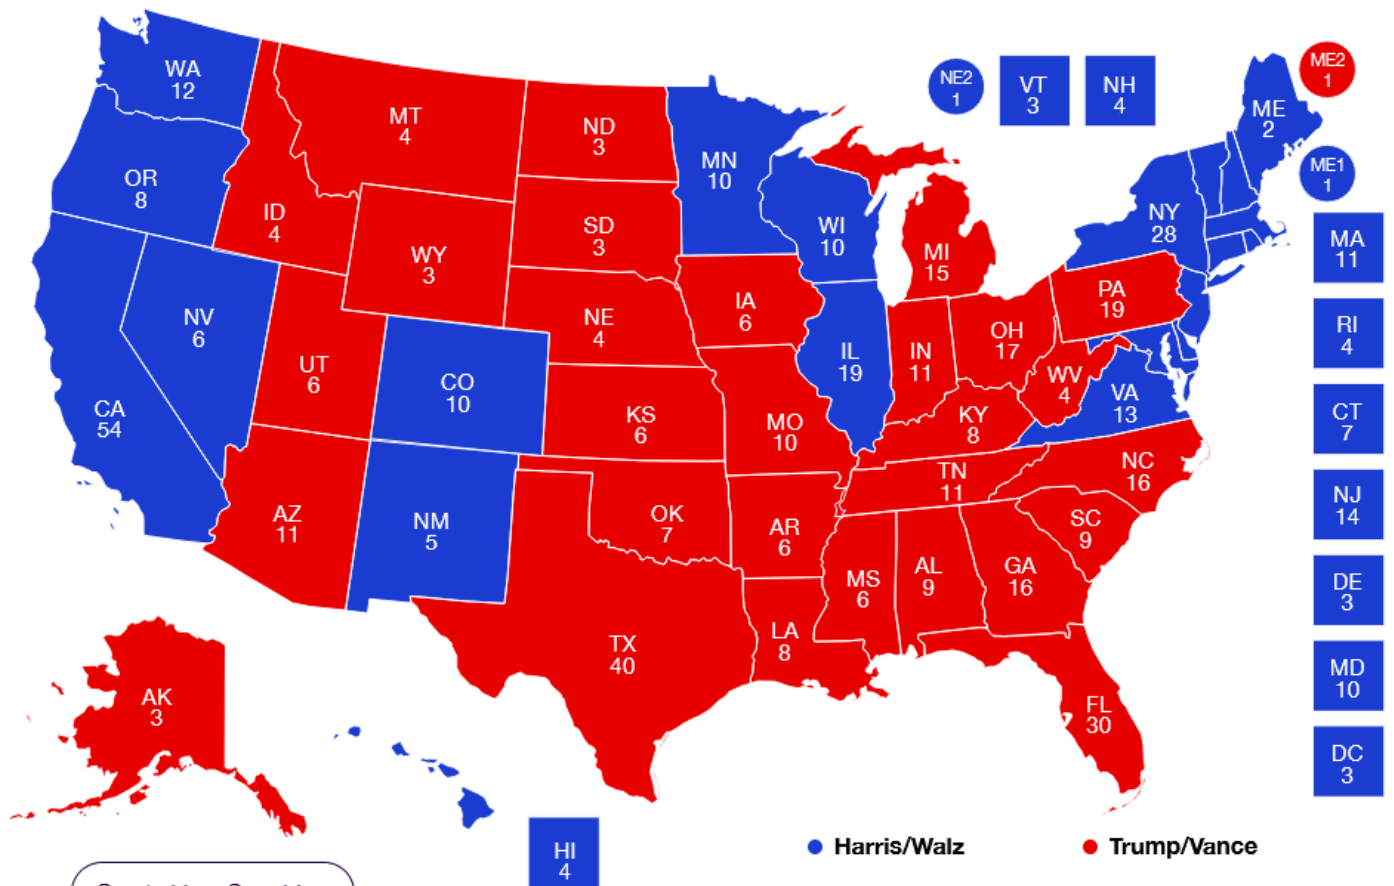 WA
12
OR
8
CA
54
NV
6
ID
4
MT
4
WY
3
UT
6
AZ
11
CO
10
NM
5
ND
3
SD
3
NE
4
KS
6
OK
7
TX
40
MN
10
IA
6
MO
10
AR
6
LA
8
WI
10
IL
19
MI
15
IN
11
OH
17
KY
8
TN
11
MS
6
AL
9
GA
16
FL
30
SC
9
NC
16
VA
13
WV
4
PA
19
NY
28
ME
2
NE2
1
VT
3
NH
4
ME2
1
ME1
1
MA
11
RI
4
CT
7
NJ
14
DE
3
MD
10
DC
3
AK
3
HI
4
Harris/Walz
Trump/Vance